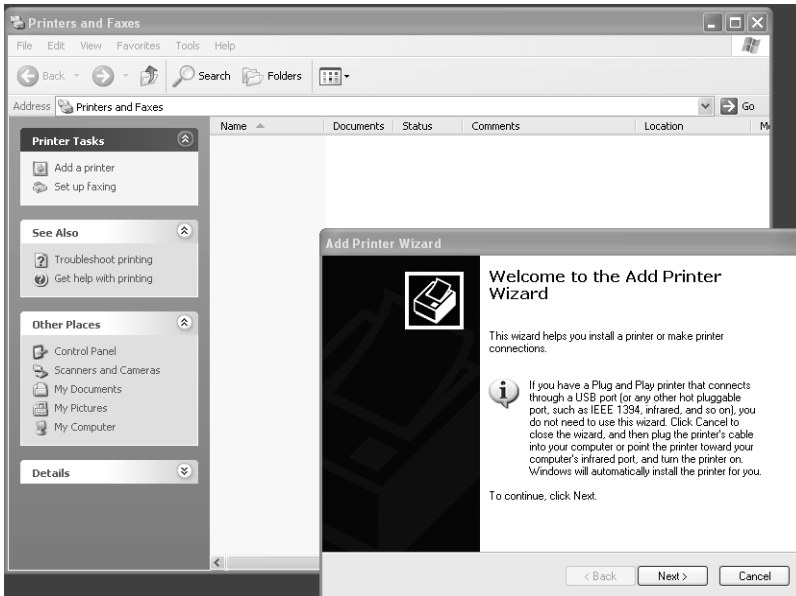 Printers and Faxes
File Edit View Favorites Tools Help
Back Search Folders
Address Printers and Faxes Go
Name Documents Status Comments Location M
Printer Tasks
Add a printer
Set up faxing
See Also
Troubleshoot printing
Get help with printing
Other Places
Control Panel
Scanners and Cameras
My Documents
My Pictures
My Computer
Details
Add Printer Wizard
Welcome to the Add Printer
Wizard
This wizard helps you install a printer or make printer
connections.
If you have a Plug and Play printer that connects
through a USB port (or any other hot pluggable
port, such as IEEE 1394, infrared, and so on), you
do not need to use this wizard. Click Cancel to
close the wizard, and then plug the printer's cable
into your computer or point the printer toward your
computer's infrared port, and turn the printer on.
Windows will automatically install the printer for you.
To continue, click Next.
< Back Next > Cancel